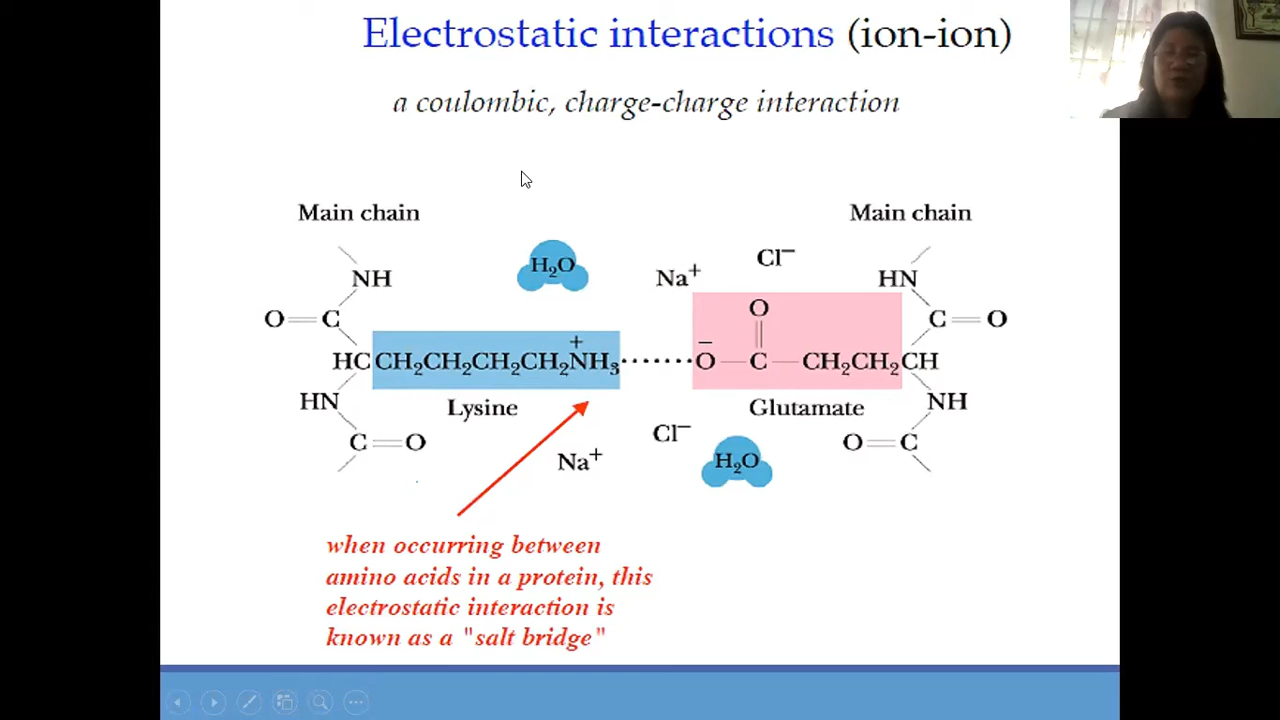 Electrostatic interactions (ion-ion)
a coulombic, charge-charge interaction
Main chain
Main chain
H₂O
Na⁺
Cl⁻
NH
HN
O=C
O
C=O
HCCH₂CH₂CH₂CH₂N⁺H₃
O⁻—C—CH₂CH₂CH
HN
Lysine
Glutamate
NH
C=O
Na⁺
Cl⁻
H₂O
O=C
when occurring between
amino acids in a protein, this
electrostatic interaction is
known as a "salt bridge"